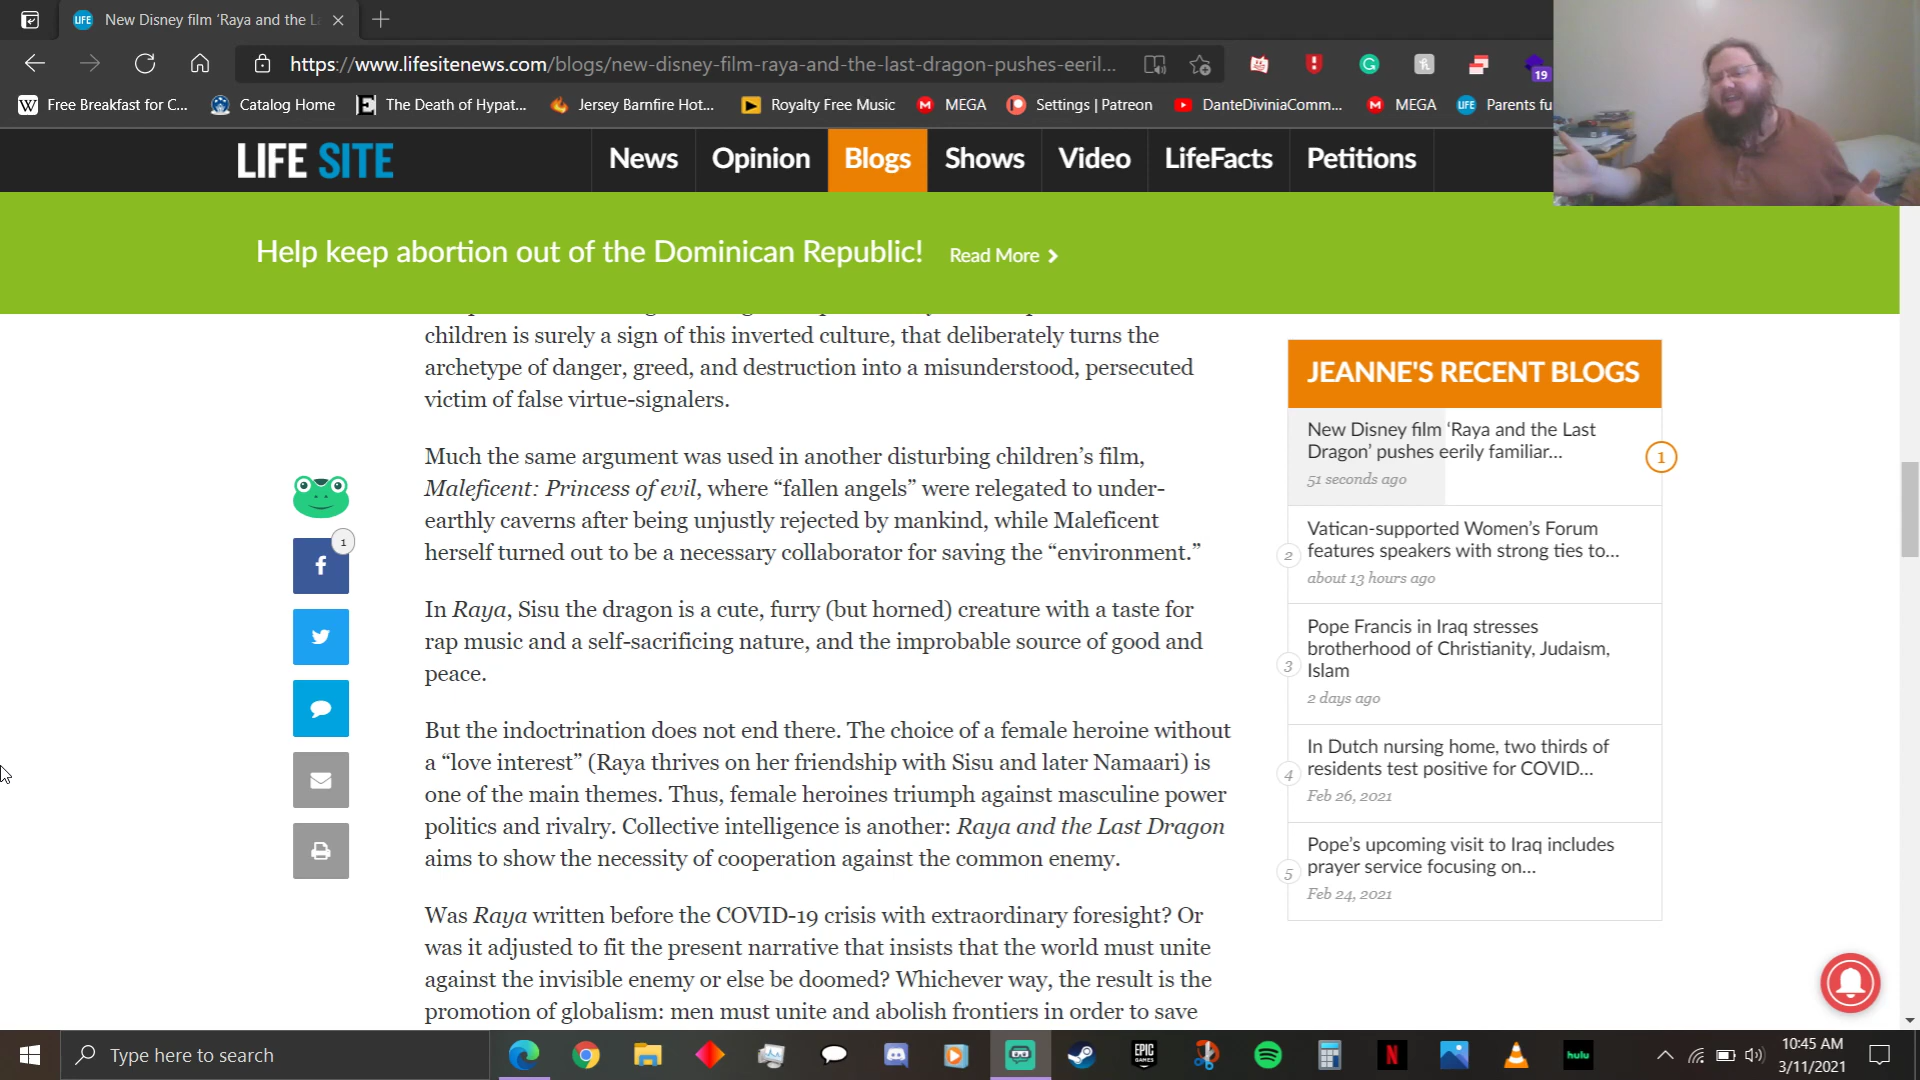 New Disney film 'Raya and the L
https://www.lifesitenews.com/blogs/new-disney-film-raya-and-the-last-dragon-pushes-eeril...
19
Free Breakfast for C...
Catalog Home
The Death of Hypat...
Jersey Barnfire Hot...
Royalty Free Music
MEGA
Settings | Patreon
DanteDiviniaComm...
MEGA
LIFE
Parents fu
LIFE SITE
News
Opinion
Blogs
Shows
Video
LifeFacts
Petitions
Help keep abortion out of the Dominican Republic! Read More
children is surely a sign of this inverted culture, that deliberately turns the
archetype of danger, greed, and destruction into a misunderstood, persecuted
victim of false virtue-signalers.
Much the same argument was used in another disturbing children's film,
Maleficent: Princess of evil, where “fallen angels” were relegated to under-
earthly caverns after being unjustly rejected by mankind, while Maleficent
herself turned out to be a necessary collaborator for saving the “environment.”
In Raya, Sisu the dragon is a cute, furry (but horned) creature with a taste for
rap music and a self-sacrificing nature, and the improbable source of good and
peace.
But the indoctrination does not end there. The choice of a female heroine without
a “love interest” (Raya thrives on her friendship with Sisu and later Namaari) is
one of the main themes. Thus, female heroines triumph against masculine power
politics and rivalry. Collective intelligence is another: Raya and the Last Dragon
aims to show the necessity of cooperation against the common enemy.
Was Raya written before the COVID-19 crisis with extraordinary foresight? Or
was it adjusted to fit the present narrative that insists that the world must unite
against the invisible enemy or else be doomed? Whichever way, the result is the
promotion of globalism: men must unite and abolish frontiers in order to save
1
JEANNE'S RECENT BLOGS
New Disney film ‘Raya and the Last
Dragon’ pushes eerily familiar...
51 seconds ago
1
Vatican-supported Women's Forum
features speakers with strong ties to...
about 13 hours ago
2
Pope Francis in Iraq stresses
brotherhood of Christianity, Judaism,
Islam
2 days ago
3
In Dutch nursing home, two thirds of
residents test positive for COVID...
Feb 26, 2021
4
Pope's upcoming visit to Iraq includes
prayer service focusing on...
Feb 24, 2021
5
Type here to search
EPIC
GAMES
hulu
10:45 AM
3/11/2021